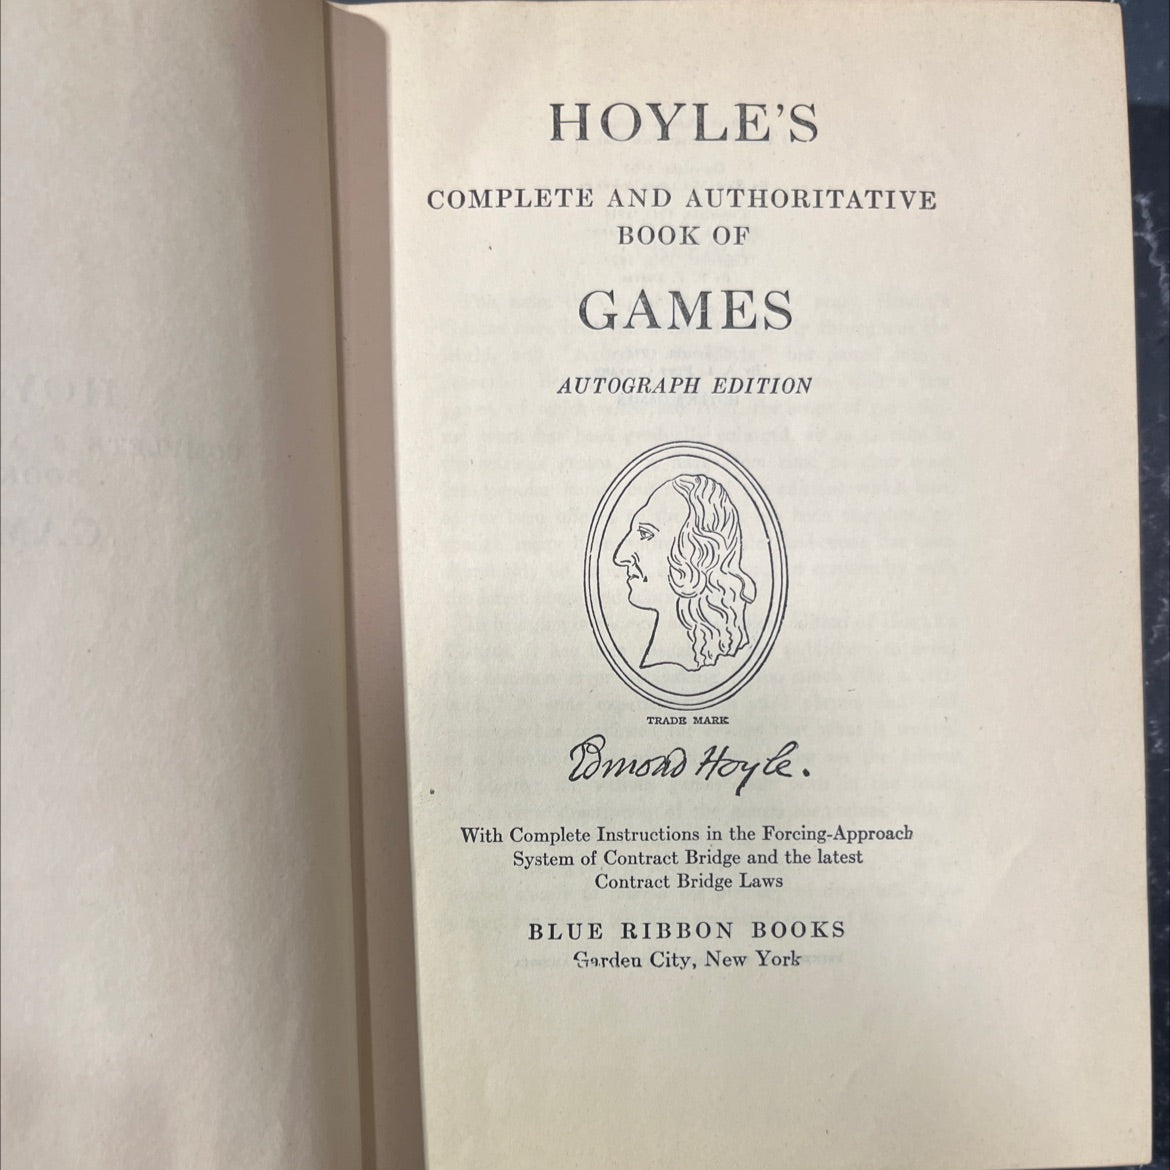 HOYLE'S
COMPLETE AND AUTHORITATIVE
BOOK OF
GAMES
AUTOGRAPH EDITION
TRADE MARK
Edmond Hoyle.
With Complete Instructions in the Forcing-Approach
System of Contract Bridge and the latest
Contract Bridge Laws
BLUE RIBBON BOOKS
Garden City, New York